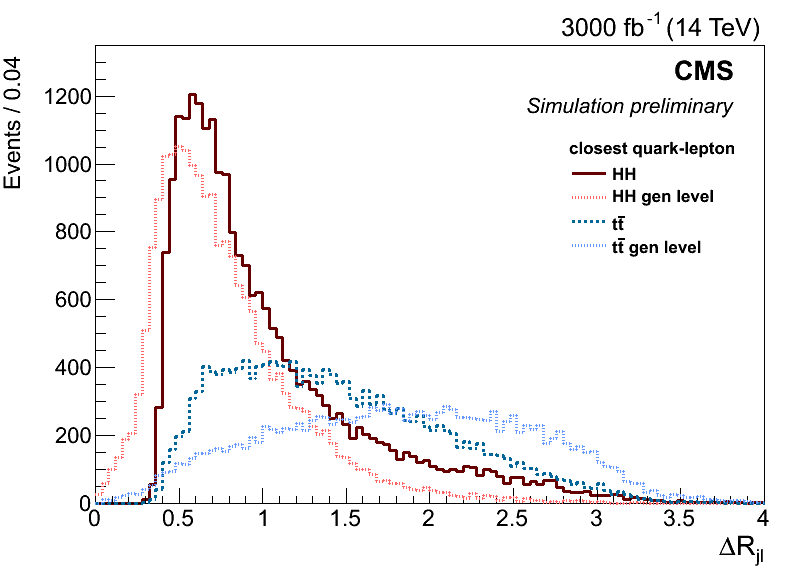 3000 fb⁻¹ (14 TeV)
CMS
Simulation preliminary
Events / 0.04
closest quark-lepton
HH
HH gen level
tt̄
tt̄ gen level
1200
1000
800
600
400
200
0
0 0.5 1 1.5 2 2.5 3 3.5 4
ΔR_jl